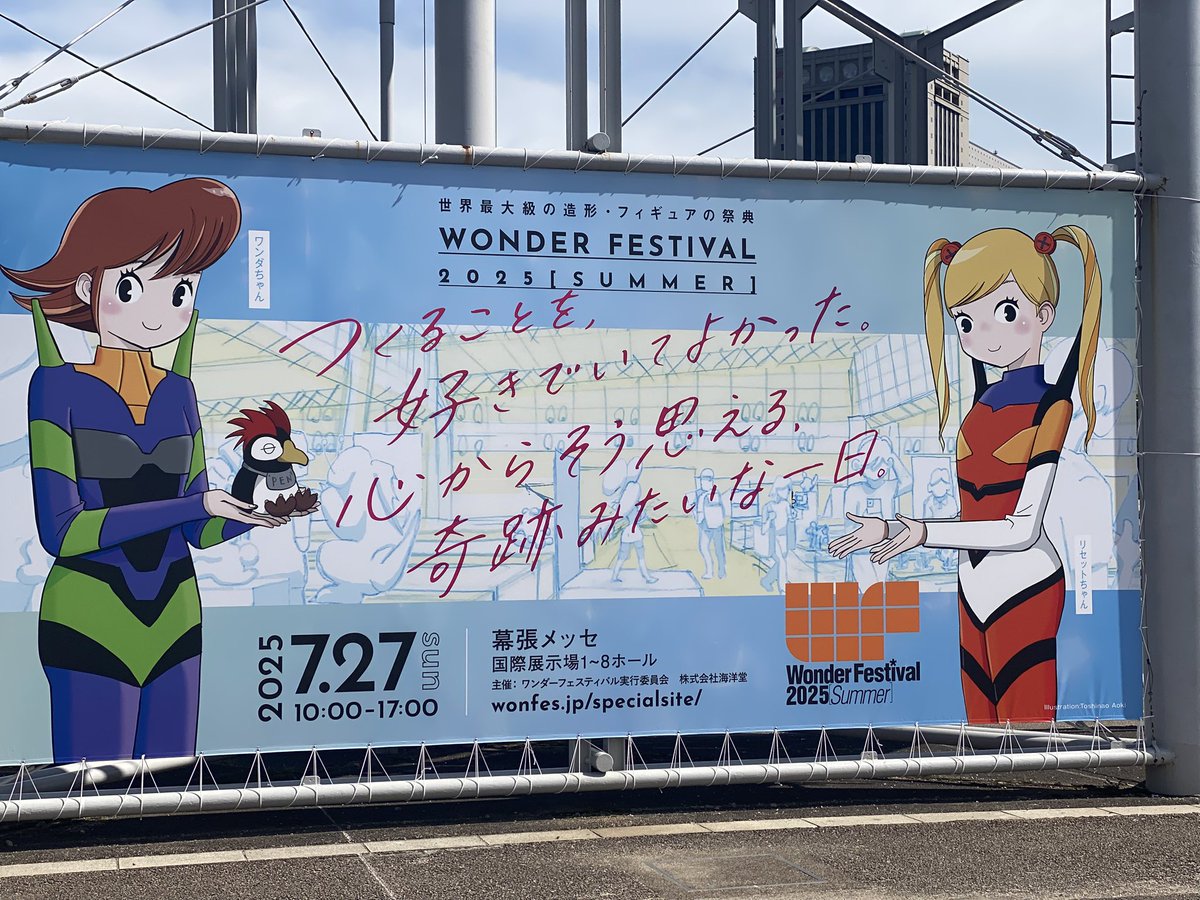 世界最大級の造形・フィギュアの祭典
WONDER FESTIVAL
2025[SUMMER]
ワンダちゃん
つくることを、
好きでいてよかった。
心からそう思える、
奇跡みたいな一日。
PEN
リセットちゃん
2025 7.27 sun
10:00-17:00
幕張メッセ
国際展示場1~8ホール
主催：ワンダーフェスティバル実行委員会 株式会社海洋堂
wonfes.jp/specialsite/
Wonder Festival
2025[Summer]
Illustration:Toshinao Aoki